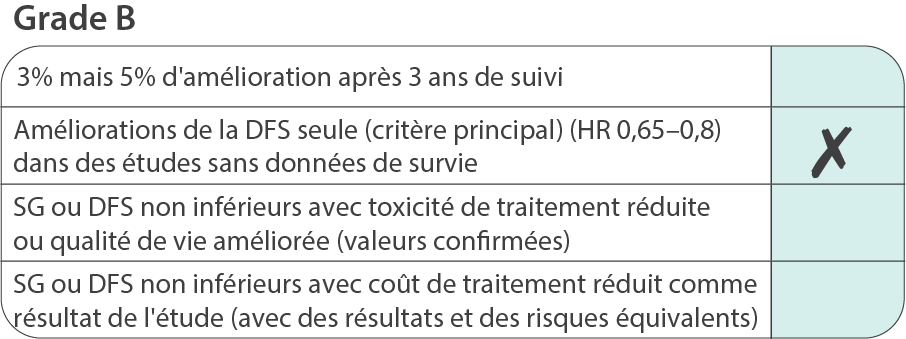 Grade B
3% mais 5% d'amélioration après 3 ans de suivi
Améliorations de la DFS seule (critère principal) (HR 0,65–0,8)
dans des études sans données de survie
✗
SG ou DFS non inférieurs avec toxicité de traitement réduite
ou qualité de vie améliorée (valeurs confirmées)
SG ou DFS non inférieurs avec coût de traitement réduit comme
résultat de l'étude (avec des résultats et des risques équivalents)